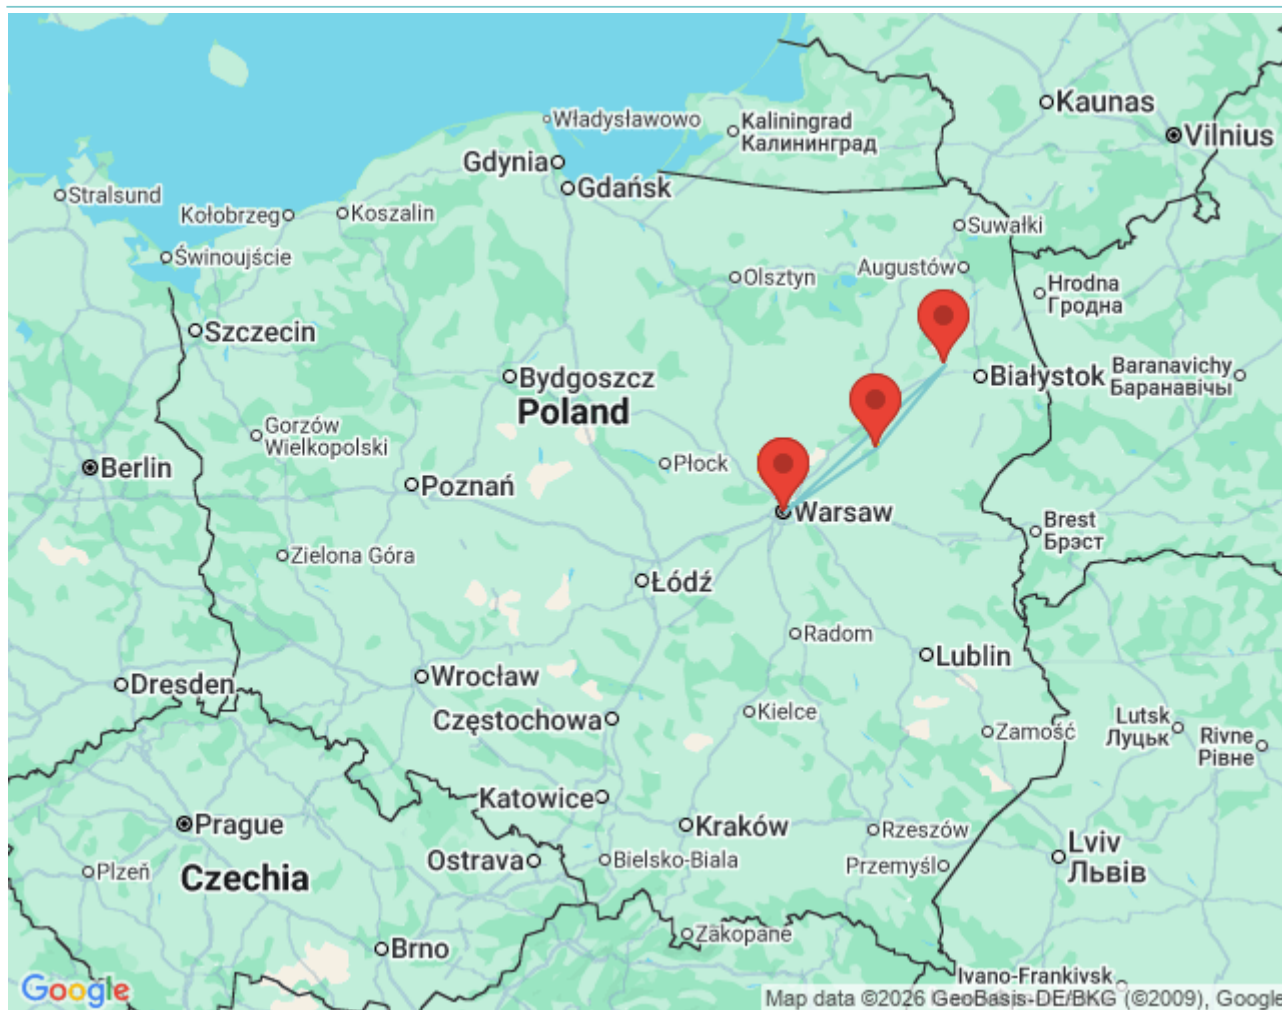 Kaunas
Władysławowo
Kaliningrad
Калининград
Vilnius
Gdynia
Gdańsk
Stralsund
Kołobrzeg
Koszalin
Suwałki
Świnoujście
Augustów
Olsztyn
Hrodna
Гродна
Szczecin
Bydgoszcz
Białystok
Baranavichy
Баранавічы
Poland
Gorzów
Wielkopolski
Berlin
Płock
Poznań
Warsaw
Brest
Брэст
Zielona Góra
Łódź
Radom
Lublin
Dresden
Wrocław
Częstochowa
Kielce
Zamość
Lutsk
Луцьк
Rivne
Рівне
Katowice
Prague
Kraków
Rzeszów
Lviv
Львів
Plzeň
Czechia
Ostrava
Bielsko-Biala
Przemyśl
Zakopane
Brno
Ivano-Frankivsk
Google
Map data ©2026 GeoBasis-DE/BKG (©2009), Google